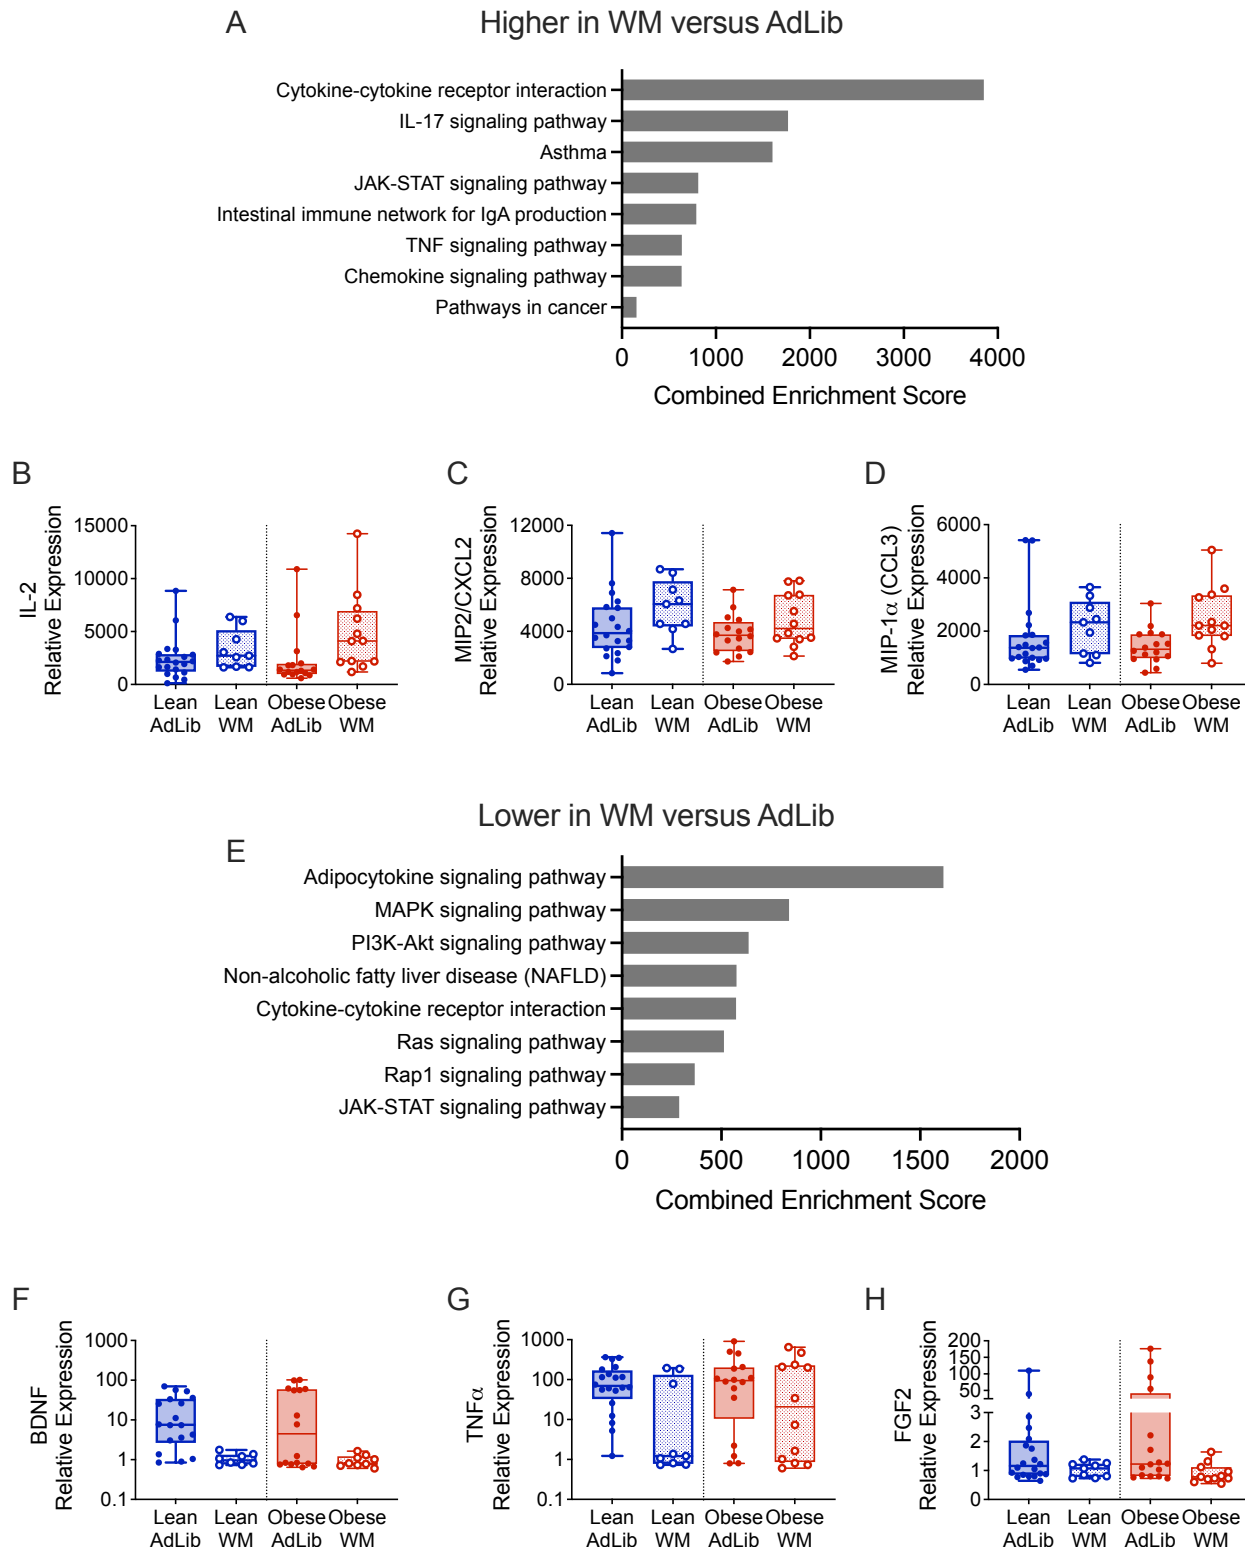 A
Higher in WM versus AdLib
Cytokine-cytokine receptor interaction
IL-17 signaling pathway
Asthma
JAK-STAT signaling pathway
Intestinal immune network for IgA production
TNF signaling pathway
Chemokine signaling pathway
Pathways in cancer
0 1000 2000 3000 4000
Combined Enrichment Score
B
IL-2
Relative Expression
15000
10000
5000
0
Lean AdLib
Lean WM
Obese AdLib
Obese WM
C
MIP2/CXCL2
Relative Expression
12000
8000
4000
0
Lean AdLib
Lean WM
Obese AdLib
Obese WM
D
MIP-1α (CCL3)
Relative Expression
6000
4000
2000
0
Lean AdLib
Lean WM
Obese AdLib
Obese WM
Lower in WM versus AdLib
E
Adipocytokine signaling pathway
MAPK signaling pathway
PI3K-Akt signaling pathway
Non-alcoholic fatty liver disease (NAFLD)
Cytokine-cytokine receptor interaction
Ras signaling pathway
Rap1 signaling pathway
JAK-STAT signaling pathway
0 500 1000 1500 2000
Combined Enrichment Score
F
BDNF
Relative Expression
1000
100
10
1
0.1
Lean AdLib
Lean WM
Obese AdLib
Obese WM
G
TNFα
Relative Expression
1000
100
10
1
0.1
Lean AdLib
Lean WM
Obese AdLib
Obese WM
H
FGF2
Relative Expression
200
150
100
50
3
2
1
0
Lean AdLib
Lean WM
Obese AdLib
Obese WM